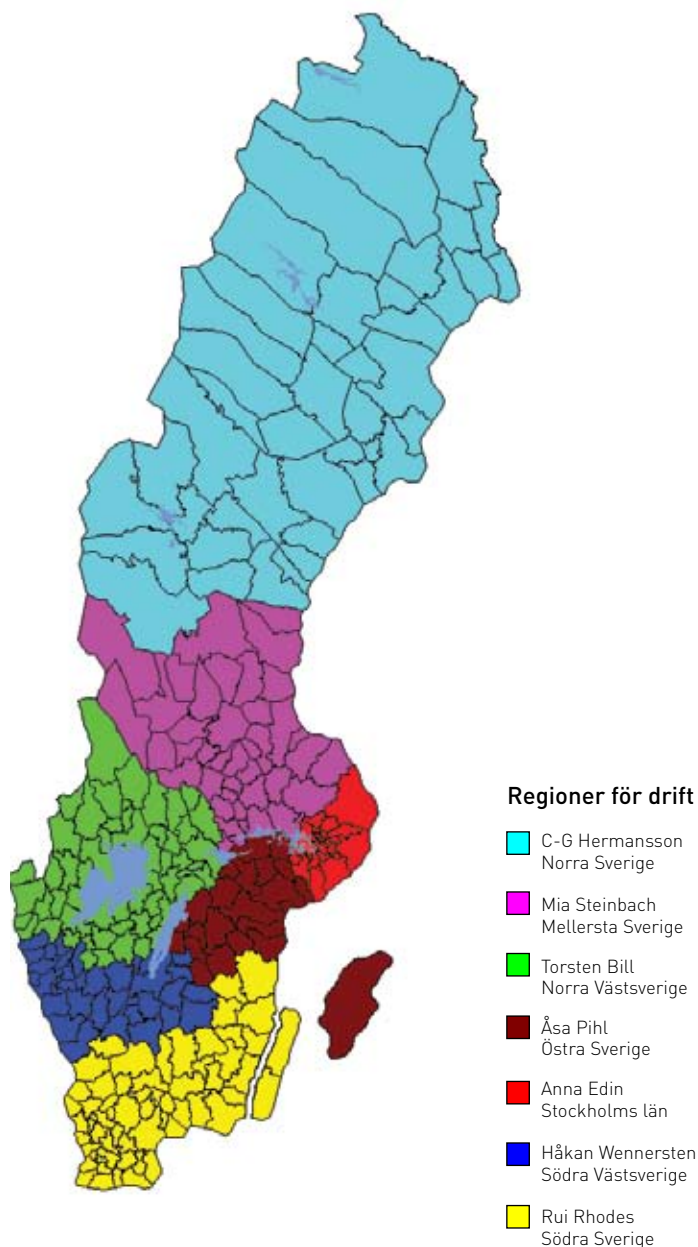 Regioner för drift
C-G Hermansson
Norra Sverige
Mia Steinbach
Mellersta Sverige
Torsten Bill
Norra Västsverige
Åsa Pihl
Östra Sverige
Anna Edin
Stockholms län
Håkan Wennersten
Södra Västsverige
Rui Rhodes
Södra Sverige